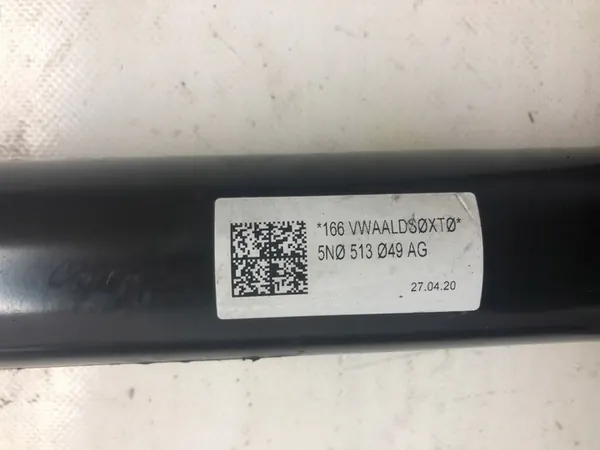 *166 VWAALDSØXTØ*
5NØ 513 Ø49 AG
27.04.20